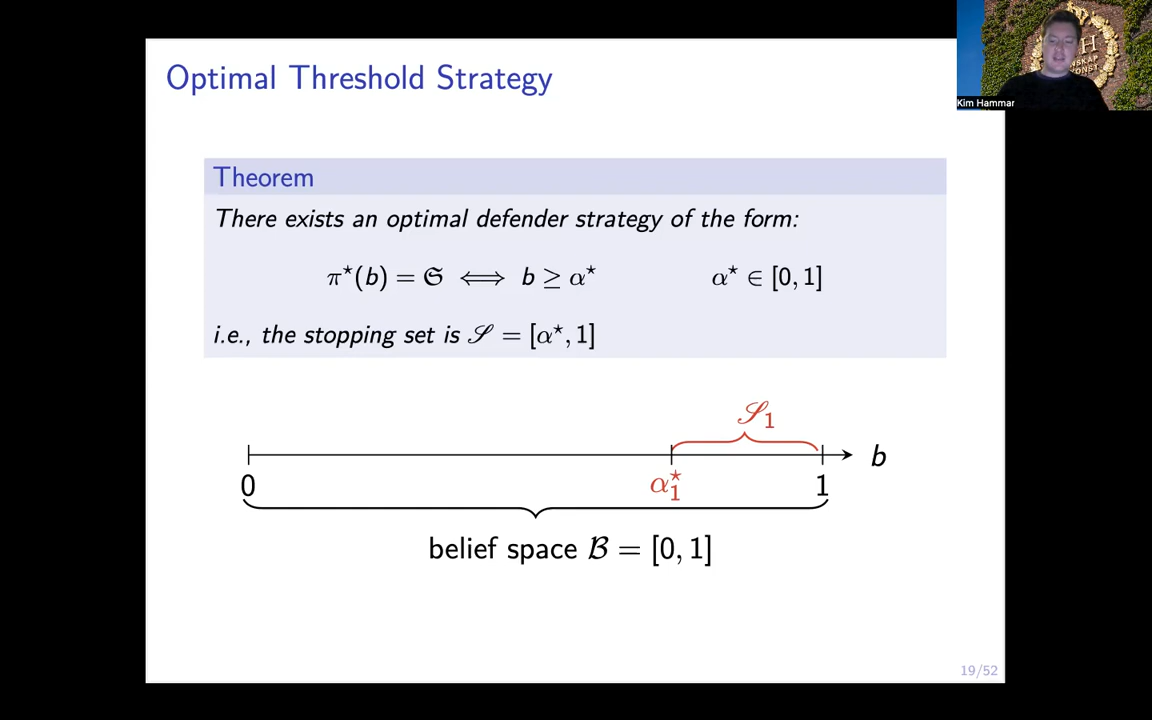 Optimal Threshold Strategy
Theorem
There exists an optimal defender strategy of the form:
π⋆(b) = 𝔖 ⟺ b ≥ α⋆ α⋆ ∈ [0, 1]
i.e., the stopping set is 𝒮 = [α⋆, 1]
𝒮₁
b
0 α⋆₁ 1
belief space ℬ = [0, 1]
19/52
Kim Hammar